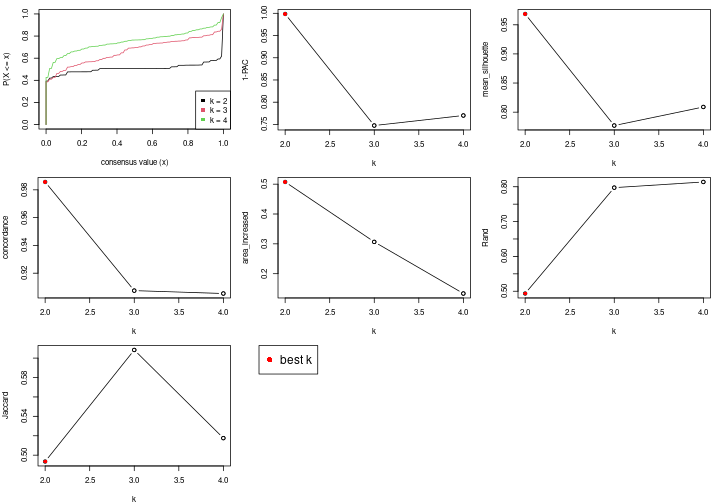 P(X <= x)
0.0 0.2 0.4 0.6 0.8 1.0
k = 2
k = 3
k = 4
0.0 0.2 0.4 0.6 0.8 1.0
consensus value (x)
1-PAC
0.75 0.80 0.85 0.90 0.95 1.00
2.0 2.5 3.0 3.5 4.0
k
mean_silhouette
0.80 0.85 0.90 0.95
2.0 2.5 3.0 3.5 4.0
k
concordance
0.92 0.94 0.96 0.98
2.0 2.5 3.0 3.5 4.0
k
area_increased
0.2 0.3 0.4 0.5
2.0 2.5 3.0 3.5 4.0
k
Rand
0.50 0.60 0.70 0.80
2.0 2.5 3.0 3.5 4.0
k
Jaccard
0.50 0.54 0.58
2.0 2.5 3.0 3.5 4.0
k
best k